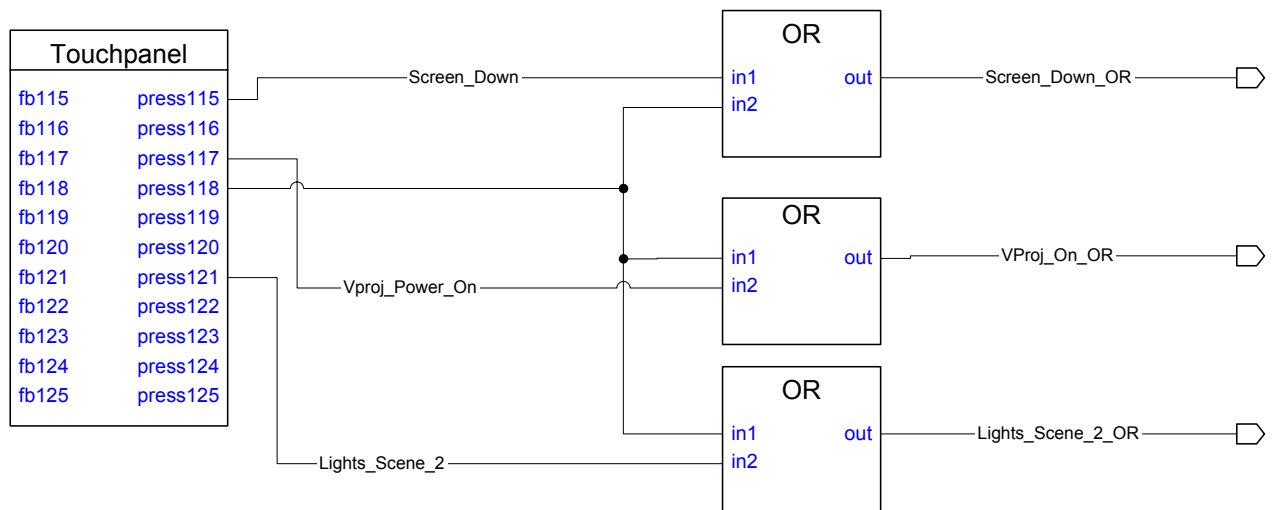 Touchpanel
fb115 press115
fb116 press116
fb117 press117
fb118 press118
fb119 press119
fb120 press120
fb121 press121
fb122 press122
fb123 press123
fb124 press124
fb125 press125
Screen_Down
Vproj_Power_On
Lights_Scene_2
OR
in1 out
in2
Screen_Down_OR
OR
in1 out
in2
VProj_On_OR
OR
in1 out
in2
Lights_Scene_2_OR